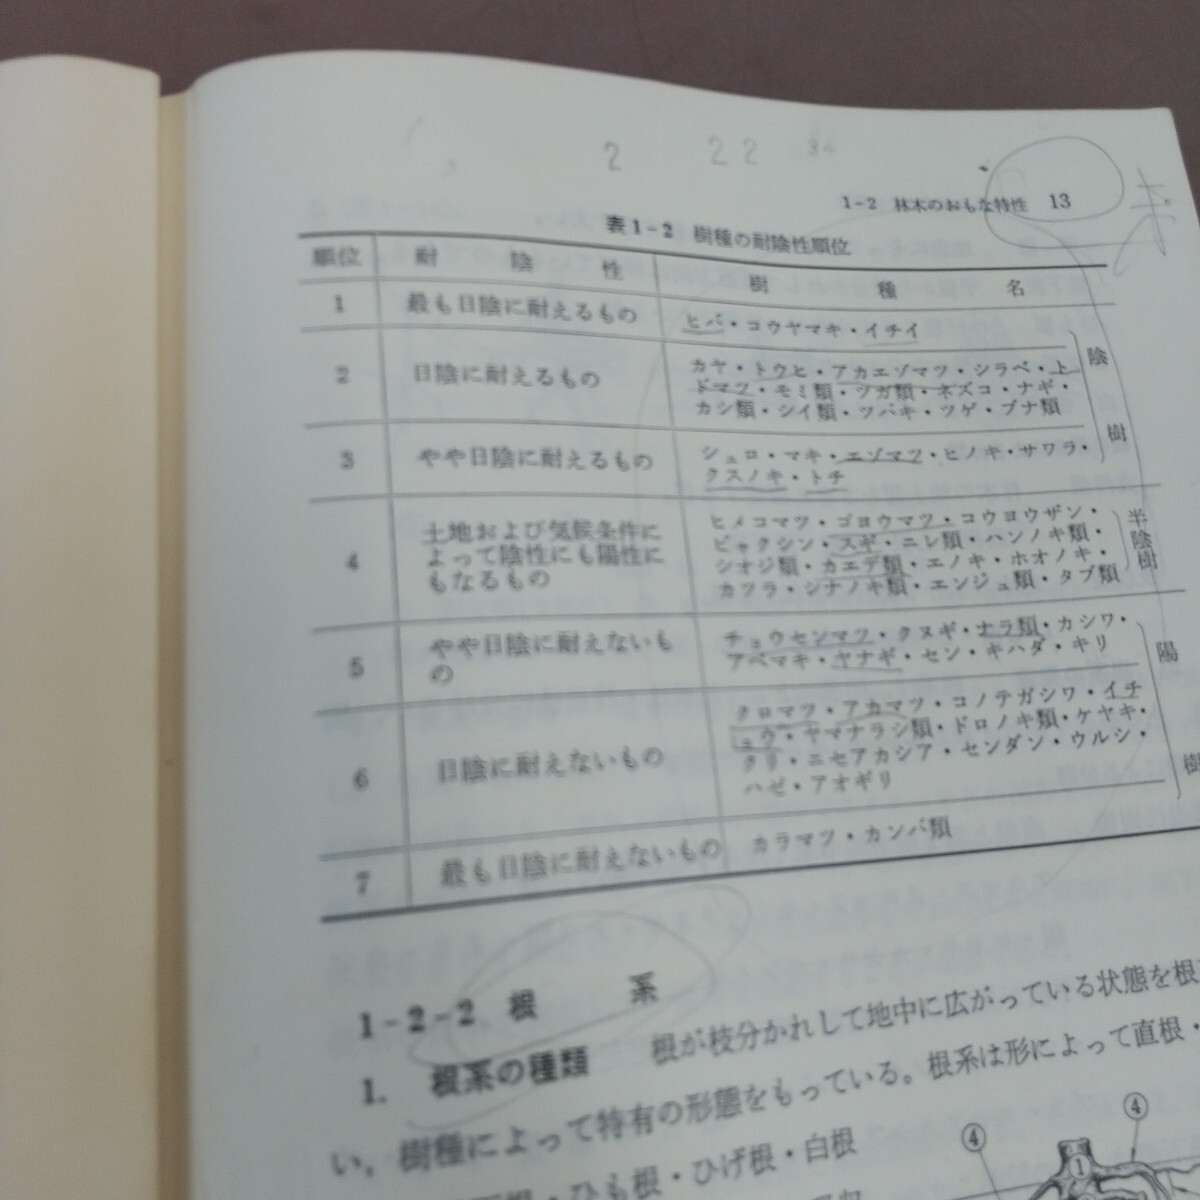 2 22 34
1-2 林木のおもな特性 13
表1-2 樹種の耐陰性順位
順位 耐陰性 樹種名
1 最も日陰に耐えるもの ヒバ・コウヤマキ・イチイ
2 日陰に耐えるもの カヤ・トウヒ・アカエゾマツ・シラベ・ト
ドマツ・モミ類・ツガ類・ネズコ・ナギ・
カシ類・シイ類・ツバキ・ツゲ・ブナ類
陰樹
3 やや日陰に耐えるもの シュロ・マキ・エゾマツ・ヒノキ・サワラ・
クスノキ・トチ
4 土地および気候条件に
よって陰性にも陽性に
もなるもの
ヒメコマツ・ゴヨウマツ・コウヨウザン・
ビャクシン・スギ・ニレ類・ハンノキ類・
シオジ類・カエデ類・エノキ・ホオノキ・
カツラ・シナノキ類・エンジュ類・タブ類
半陰樹
5 やや日陰に耐えないも
の
チョウセンマツ・クヌギ・ナラ類・カシワ・
アベマキ・ヤナギ・セン・キハダ・キリ
陽樹
6 日陰に耐えないもの クロマツ・アカマツ・コノテガシワ・イチ
ョウ・ヤマナラシ類・ドロノキ類・ケヤキ・
クリ・ニセアカシア・センダン・ウルシ・
ハゼ・アオギリ
7 最も日陰に耐えないもの カラマツ・カンバ類
1-2-2 根系
1. 根系の種類 根が枝分かれして地中に広がっている状態を根
い，樹種によって特有の形態をもっている。根系は形によって直根・
根・ひも根・ひげ根・白根
④ ④
①